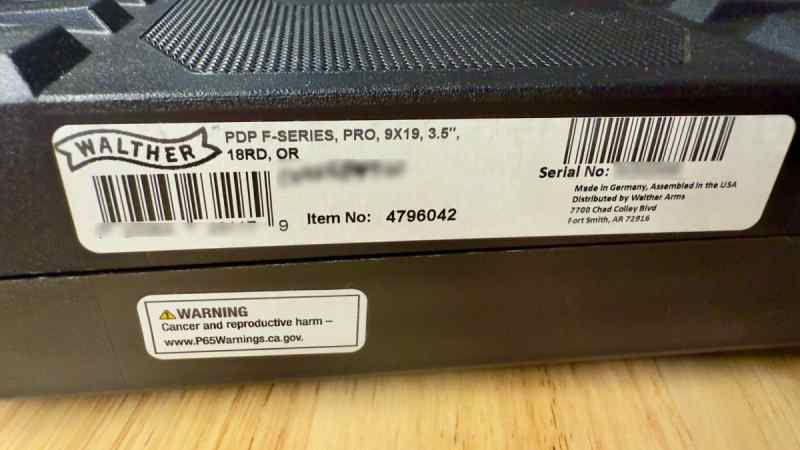 WALTHER
PDP F-SERIES, PRO, 9X19, 3.5",
18RD, OR
9
Item No: 4796042
Serial No:
Made in Germany, Assembled in the USA
Distributed by Walther Arms
7700 Chad Colley Blvd
Fort Smith, AR 72916
WARNING
Cancer and reproductive harm –
www.P65Warnings.ca.gov.